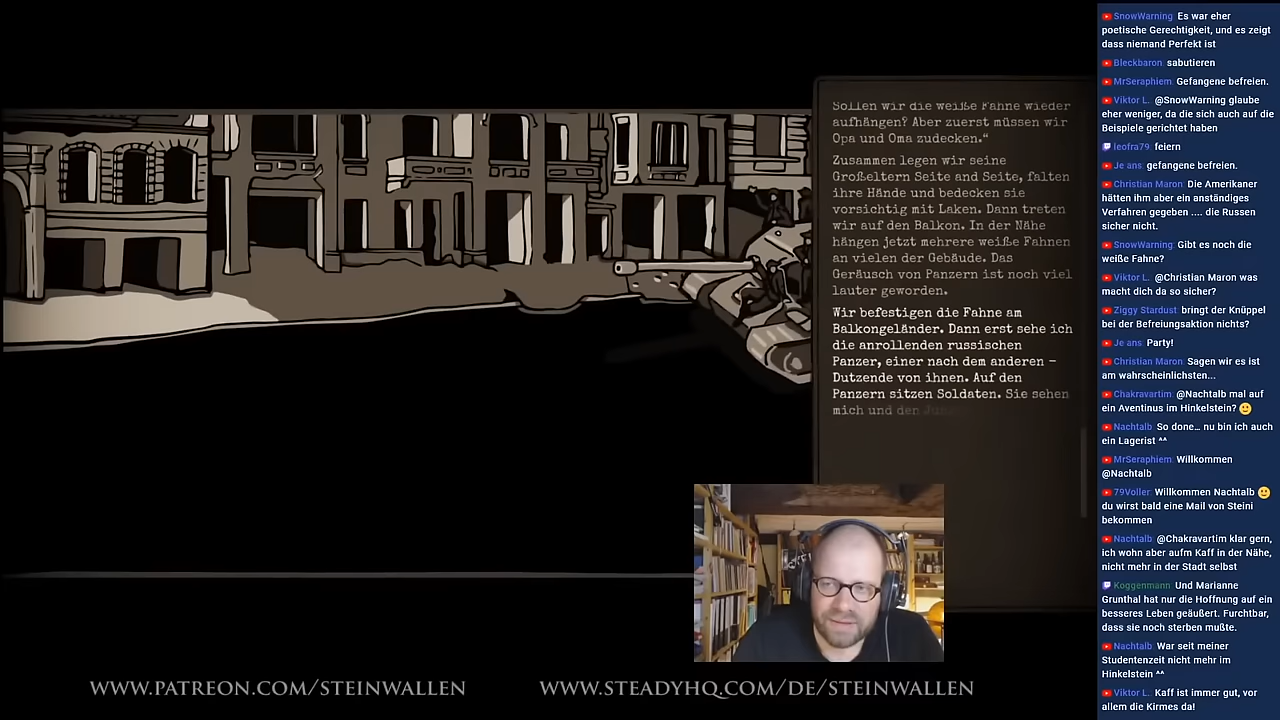 Sollen wir die weiße Fahne wieder
aufhängen? Aber zuerst müssen wir
Opa und Oma zudecken.“
Zusammen legen wir seine
Großeltern Seite and Seite, falten
ihre Hände und bedecken sie
vorsichtig mit Laken. Dann treten
wir auf den Balkon. In der Nähe
hängen jetzt mehrere weiße Fahnen
an vielen der Gebäude. Das
Geräusch von Panzern ist noch viel
lauter geworden.
Wir befestigen die Fahne am
Balkongeländer. Dann erst sehe ich
die anrollenden russischen
Panzer, einer nach dem anderen –
Dutzende von ihnen. Auf den
Panzern sitzen Soldaten. Sie sehen
mich und den
WWW.PATREON.COM/STEINWALLEN
WWW.STEADYHQ.COM/DE/STEINWALLEN
SnowWarning Es war eher
poetische Gerechtigkeit, und es zeigt
dass niemand Perfekt ist
Bleckbaron sabutieren
MrSeraphiem Gefangene befreien.
Viktor L. @SnowWarning glaube
eher weniger, da die sich auch auf die
Beispiele gerichtet haben
leofra79 feiern
Je ans gefangene befreien.
Christian Maron Die Amerikaner
hätten ihm aber ein anständiges
Verfahren gegeben .... die Russen
sicher nicht.
SnowWarning Gibt es noch die
weiße Fahne?
Viktor L. @Christian Maron was
macht dich da so sicher?
Ziggy Stardust bringt der Knüppel
bei der Befreiungsaktion nichts?
Je ans Party!
Christian Maron Sagen wir es ist
am wahrscheinlichsten...
Chakravartim @Nachtalb mal auf
ein Aventinus im Hinkelstein? 🙂
Nachtalb So done… nu bin ich auch
ein Lagerist ^^
MrSeraphiem Willkommen
@Nachtalb
79Voller Willkommen Nachtalb 🙂
du wirst bald eine Mail von Steini
bekommen
Nachtalb @Chakravartim klar gern,
ich wohn aber aufm Kaff in der Nähe,
nicht mehr in der Stadt selbst
Koggenmann Und Marianne
Grunthal hat nur die Hoffnung auf ein
besseres Leben geäußert. Furchtbar,
dass sie noch sterben mußte.
Nachtalb War seit meiner
Studentenzeit nicht mehr im
Hinkelstein ^^
Viktor L. Kaff ist immer gut, vor
allem die Kirmes da!